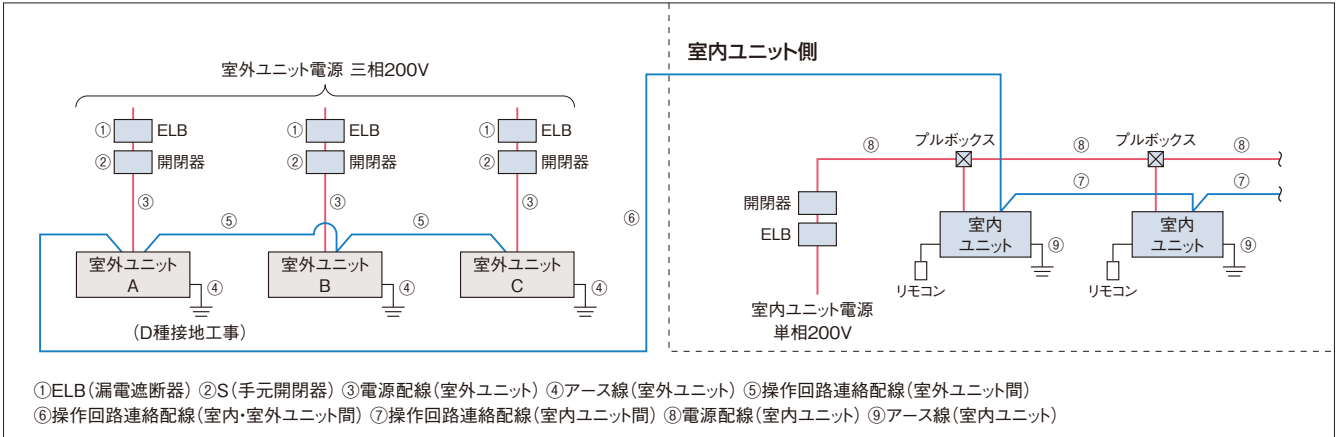 室内ユニット側
室外ユニット電源 三相200V
① ELB ① ELB ① ELB
② 開閉器 ② 開閉器 ② 開閉器
③ ③ ③
⑤ ⑤ ⑥
室外ユニット A ④
室外ユニット B ④
室外ユニット C ④
(D種接地工事)
⑧ プルボックス ⑧ プルボックス ⑧
⑦ ⑦
開閉器
ELB
室内ユニット ⑨
室内ユニット ⑨
リモコン リモコン
室内ユニット電源
単相200V
①ELB(漏電遮断器) ②S(手元開閉器) ③電源配線(室外ユニット) ④アース線(室外ユニット) ⑤操作回路連絡配線(室外ユニット間)
⑥操作回路連絡配線(室内・室外ユニット間) ⑦操作回路連絡配線(室内ユニット間) ⑧電源配線(室内ユニット) ⑨アース線(室内ユニット)